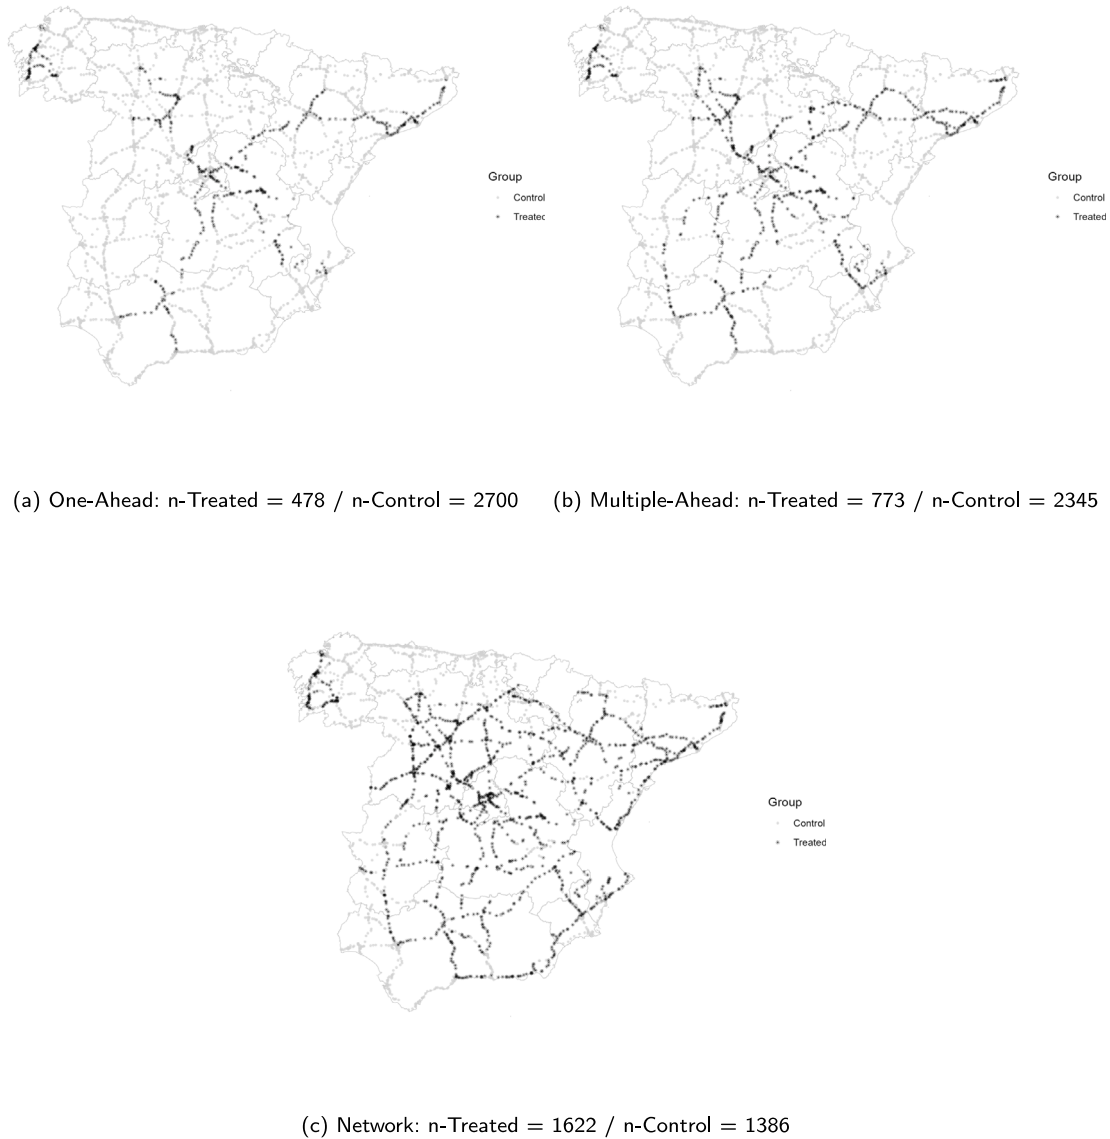 Group
Control
Treated
Group
Control
Treated
(a) One-Ahead: n-Treated = 478 / n-Control = 2700
(b) Multiple-Ahead: n-Treated = 773 / n-Control = 2345
Group
Control
Treated
(c) Network: n-Treated = 1622 / n-Control = 1386